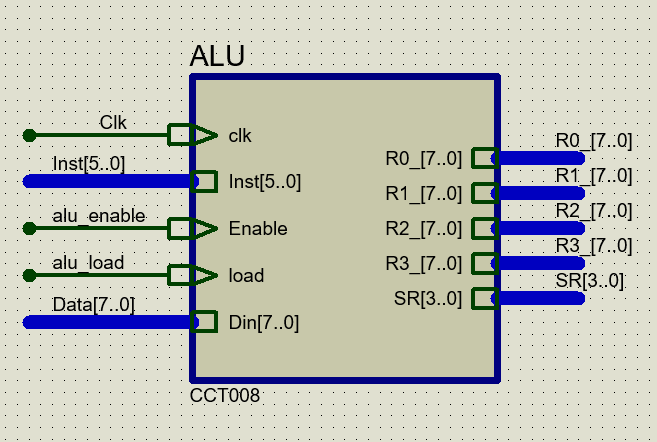 ALU
Clk
clk
Inst[5..0]
Inst[5..0]
alu_enable
Enable
alu_load
load
Data[7..0]
Din[7..0]
R0_[7..0]
R0_[7..0]
R1_[7..0]
R1_[7..0]
R2_[7..0]
R2_[7..0]
R3_[7..0]
R3_[7..0]
SR[3..0]
SR[3..0]
CCT008